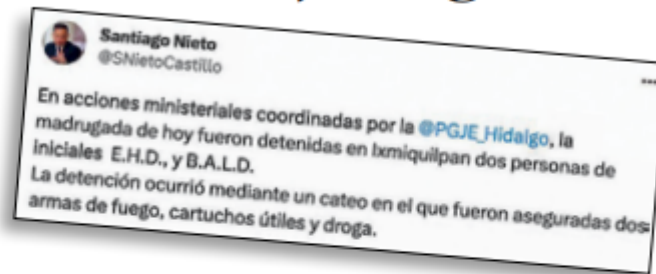 Santiago Nieto
@SNietoCastillo
En acciones ministeriales coordinadas por la @PGJE_Hidalgo, la
madrugada de hoy fueron detenidas en Ixmiquilpan dos personas de
iniciales E.H.D., y B.A.L.D.
La detención ocurrió mediante un cateo en el que fueron aseguradas dos
armas de fuego, cartuchos útiles y droga.